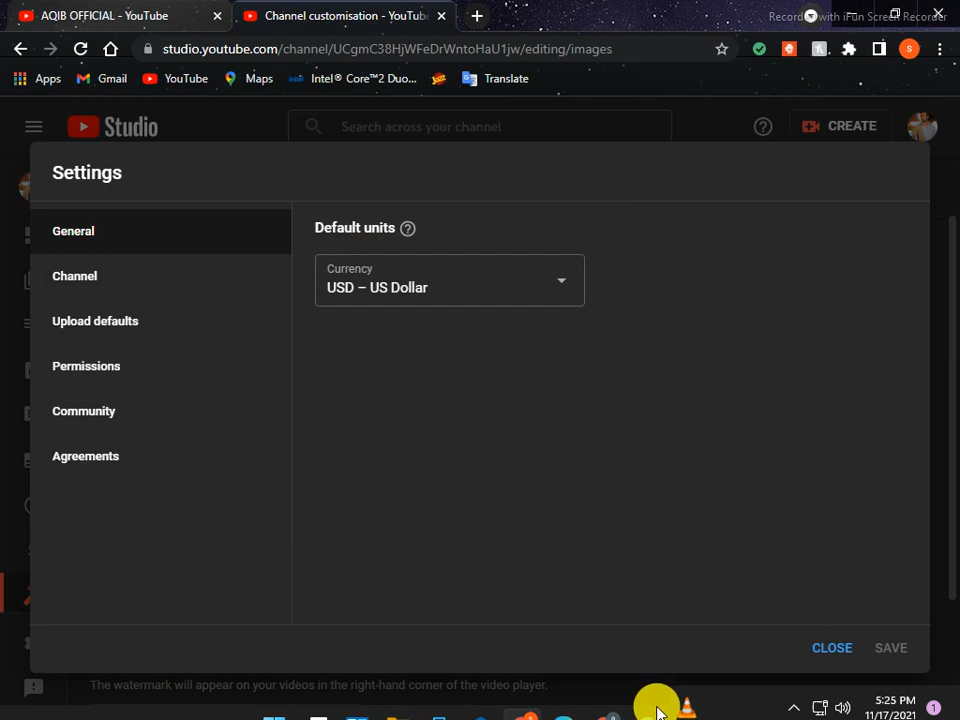 AQIB OFFICIAL - YouTube
Channel customisation - YouTube
Recorded with iFun Screen Recorder
studio.youtube.com/channel/UCgmC38HjWFeDrWntoHaU1jw/editing/images
S
Apps
Gmail
YouTube
Maps
Intel® Core™2 Duo...
Translate
Studio
Search across your channel
CREATE
Settings
General
Channel
Upload defaults
Permissions
Community
Agreements
Default units
Currency
USD – US Dollar
CLOSE
SAVE
The watermark will appear on your videos in the right-hand corner of the video player.
5:25 PM
11/17/2021
1